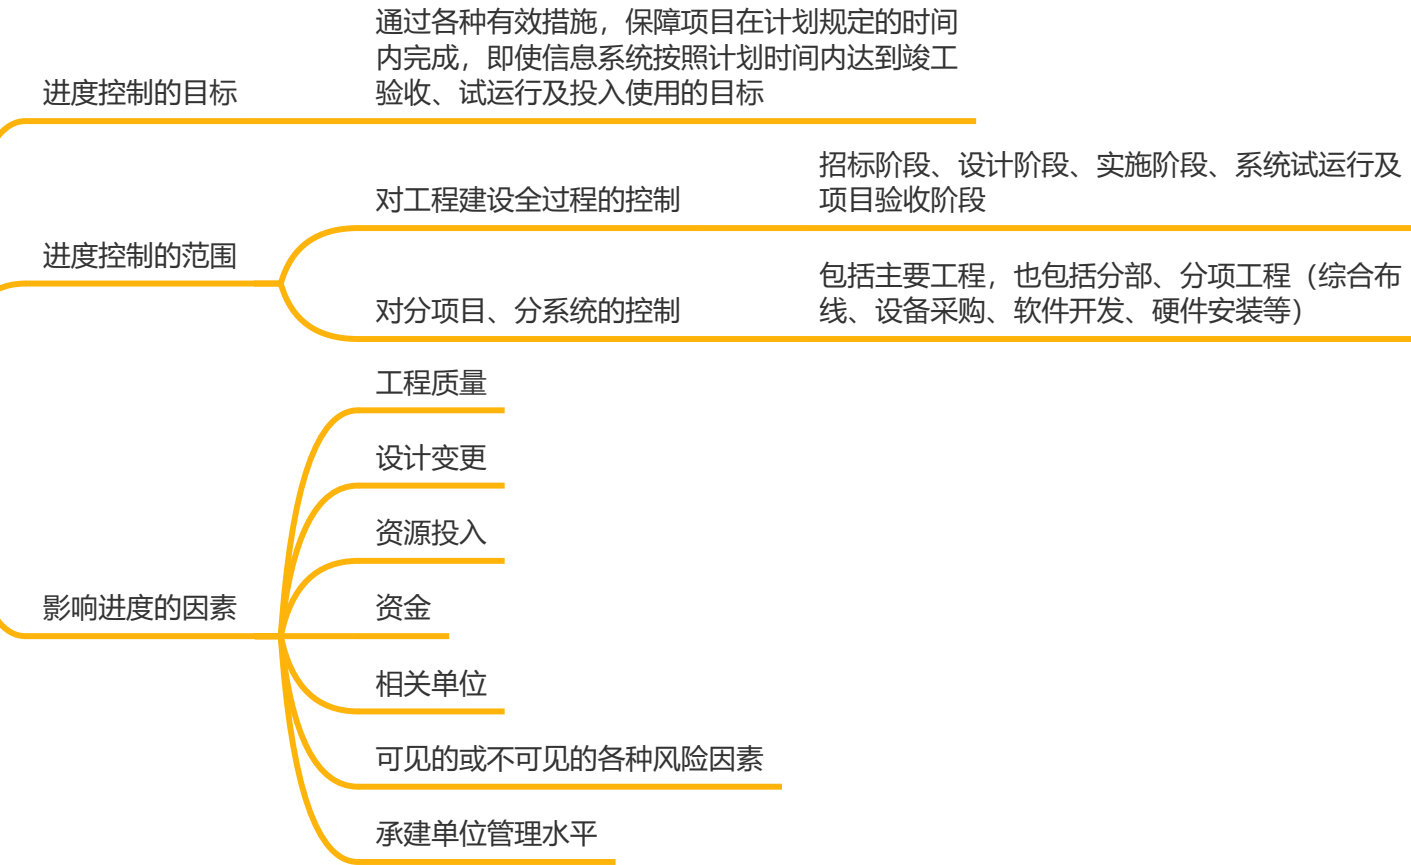 进度控制的目标
通过各种有效措施，保障项目在计划规定的时间
内完成，即使信息系统按照计划时间内达到竣工
验收、试运行及投入使用的目标
进度控制的范围
对工程建设全过程的控制
招标阶段、设计阶段、实施阶段、系统试运行及
项目验收阶段
对分项目、分系统的控制
包括主要工程，也包括分部、分项工程（综合布
线、设备采购、软件开发、硬件安装等）
影响进度的因素
工程质量
设计变更
资源投入
资金
相关单位
可见的或不可见的各种风险因素
承建单位管理水平